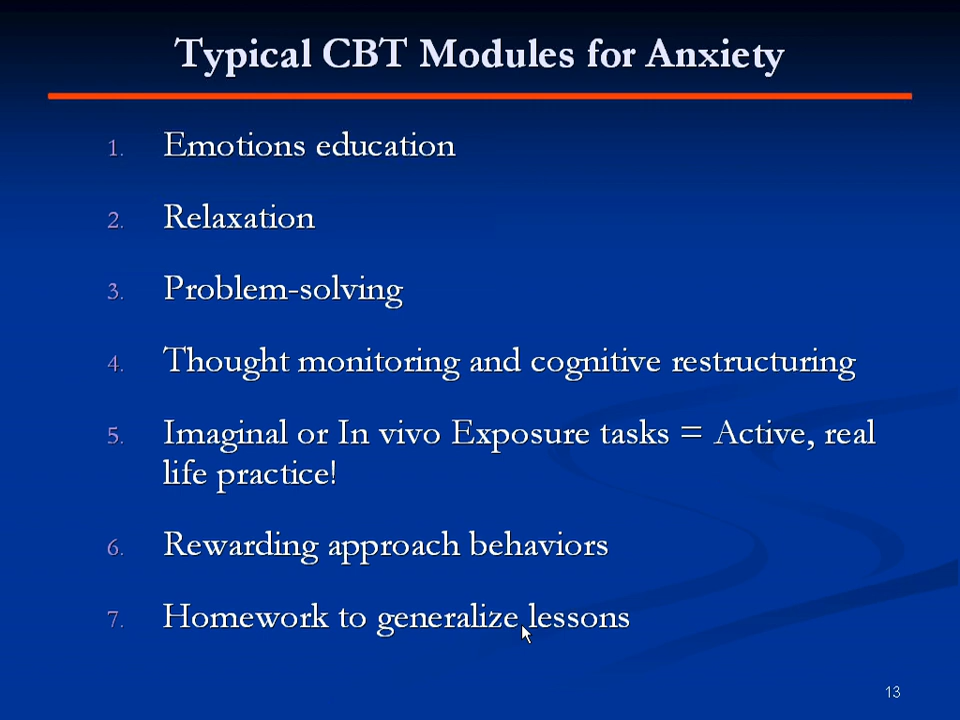 Typical CBT Modules for Anxiety
1. Emotions education
2. Relaxation
3. Problem-solving
4. Thought monitoring and cognitive restructuring
5. Imaginal or In vivo Exposure tasks = Active, real
life practice!
6. Rewarding approach behaviors
7. Homework to generalize lessons
13